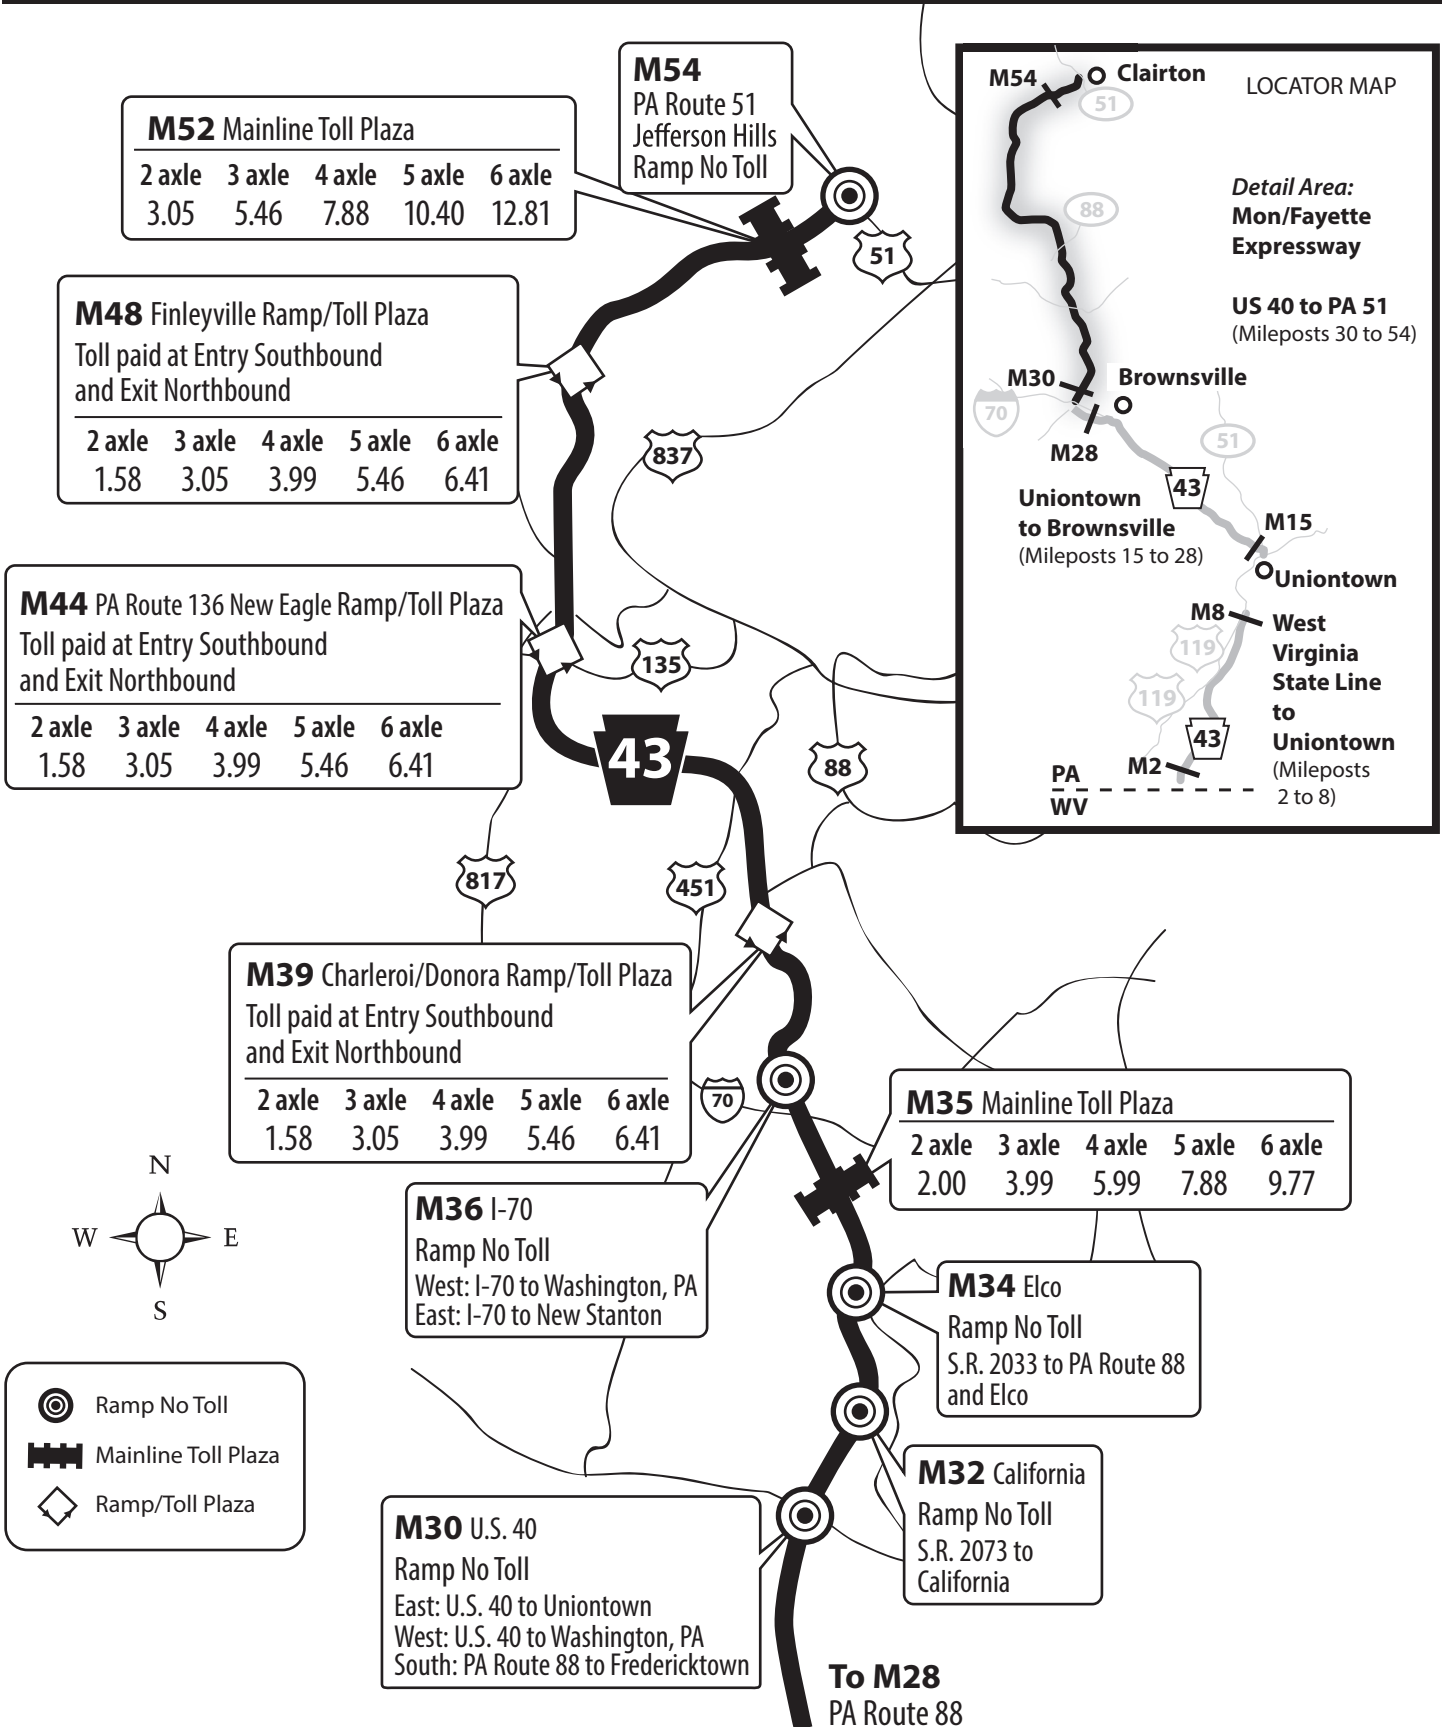 M54
PA Route 51
Jefferson Hills
Ramp No Toll
M52 Mainline Toll Plaza
2 axle 3 axle 4 axle 5 axle 6 axle
3.05 5.46 7.88 10.40 12.81
51
M48 Finleyville Ramp/Toll Plaza
Toll paid at Entry Southbound
and Exit Northbound
2 axle 3 axle 4 axle 5 axle 6 axle
1.58 3.05 3.99 5.46 6.41
837
M44 PA Route 136 New Eagle Ramp/Toll Plaza
Toll paid at Entry Southbound
and Exit Northbound
2 axle 3 axle 4 axle 5 axle 6 axle
1.58 3.05 3.99 5.46 6.41
135
43
88
817
451
M39 Charleroi/Donora Ramp/Toll Plaza
Toll paid at Entry Southbound
and Exit Northbound
2 axle 3 axle 4 axle 5 axle 6 axle
1.58 3.05 3.99 5.46 6.41
70
M35 Mainline Toll Plaza
2 axle 3 axle 4 axle 5 axle 6 axle
2.00 3.99 5.99 7.88 9.77
M36 I-70
Ramp No Toll
West: I-70 to Washington, PA
East: I-70 to New Stanton
M34 Elco
Ramp No Toll
S.R. 2033 to PA Route 88
and Elco
M32 California
Ramp No Toll
S.R. 2073 to
California
M30 U.S. 40
Ramp No Toll
East: U.S. 40 to Uniontown
West: U.S. 40 to Washington, PA
South: PA Route 88 to Fredericktown
To M28
PA Route 88
N
W E
S
Ramp No Toll
Mainline Toll Plaza
Ramp/Toll Plaza
LOCATOR MAP
M54
Clairton
51
88
Detail Area:
Mon/Fayette
Expressway
US 40 to PA 51
(Mileposts 30 to 54)
M30
Brownsville
70
M28
51
43
Uniontown
to Brownsville
(Mileposts 15 to 28)
M15
Uniontown
M8
119
119
West
Virginia
State Line
to
Uniontown
(Mileposts
2 to 8)
43
M2
PA
WV